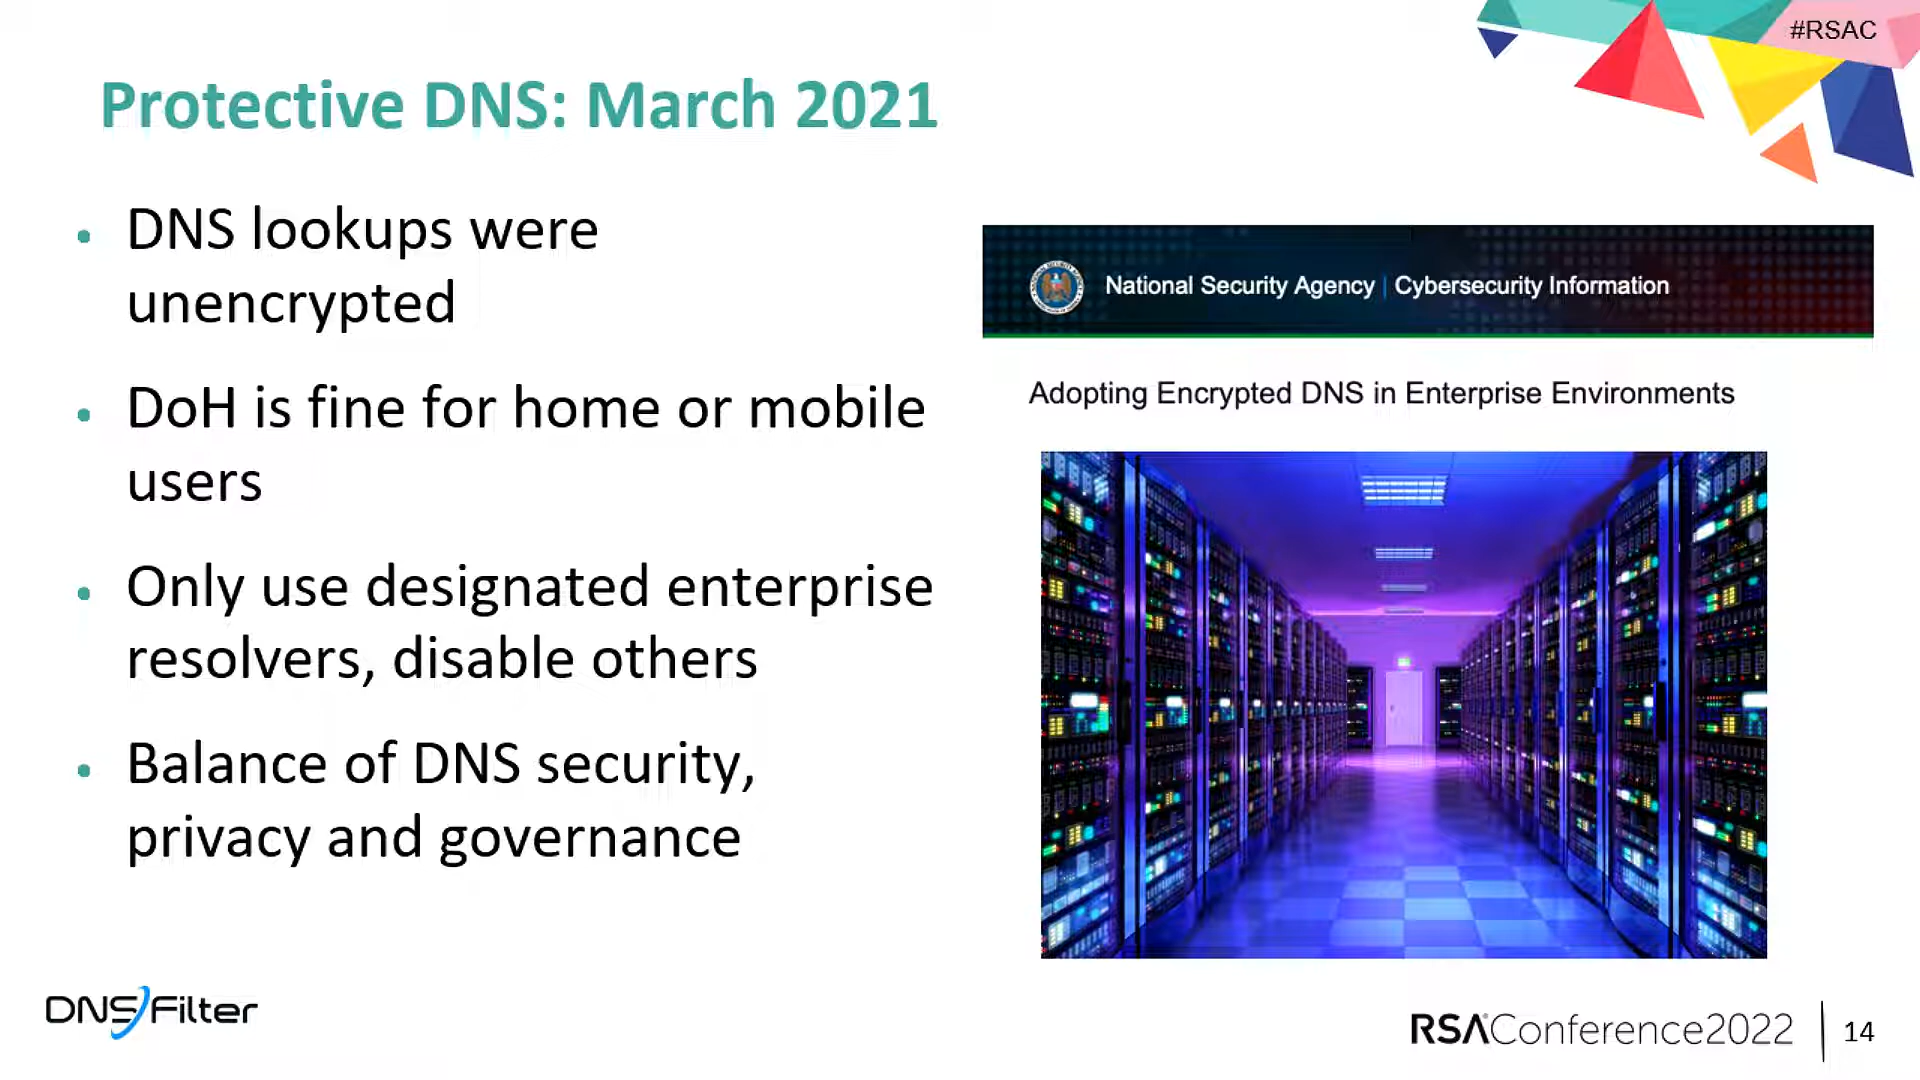 #RSAC
Protective DNS: March 2021
DNS lookups were
unencrypted
DoH is fine for home or mobile
users
Only use designated enterprise
resolvers, disable others
Balance of DNS security,
privacy and governance
National Security Agency | Cybersecurity Information
Adopting Encrypted DNS in Enterprise Environments
DNSFilter
RSAConference2022 | 14